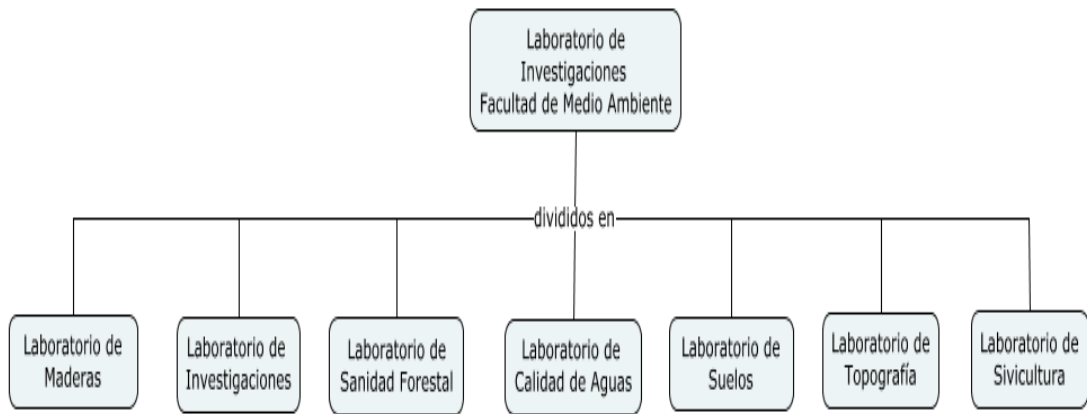 Laboratorio de
Investigaciones
Facultad de Medio Ambiente
divididos en
Laboratorio de
Maderas
Laboratorio de
Investigaciones
Laboratorio de
Sanidad Forestal
Laboratorio de
Calidad de Aguas
Laboratorio de
Suelos
Laboratorio de
Topografía
Laboratorio de
Sivicultura